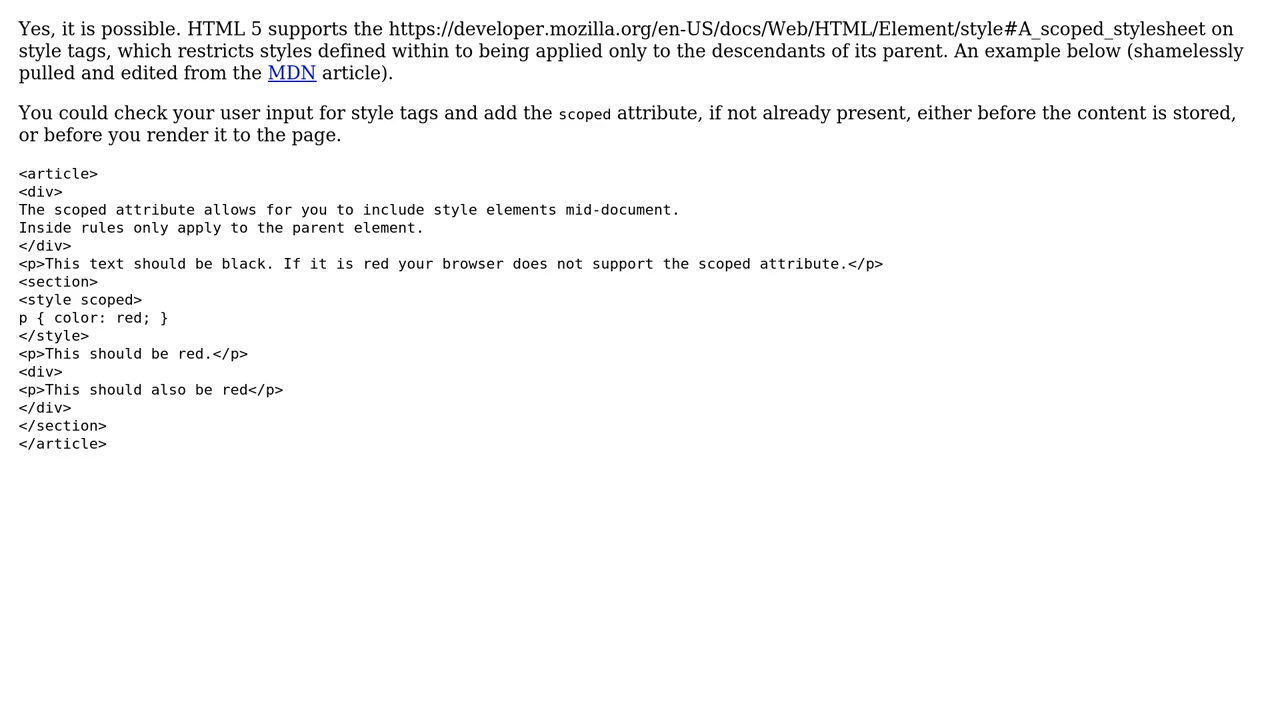 Yes, it is possible. HTML 5 supports the https://developer.mozilla.org/en-US/docs/Web/HTML/Element/style#A_scoped_stylesheet on
style tags, which restricts styles defined within to being applied only to the descendants of its parent. An example below (shamelessly
pulled and edited from the MDN article).
You could check your user input for style tags and add the scoped attribute, if not already present, either before the content is stored,
or before you render it to the page.
<article>
<div>
The scoped attribute allows for you to include style elements mid-document.
Inside rules only apply to the parent element.
</div>
<p>This text should be black. If it is red your browser does not support the scoped attribute.</p>
<section>
<style scoped>
p { color: red; }
</style>
<p>This should be red.</p>
<div>
<p>This should also be red</p>
</div>
</section>
</article>